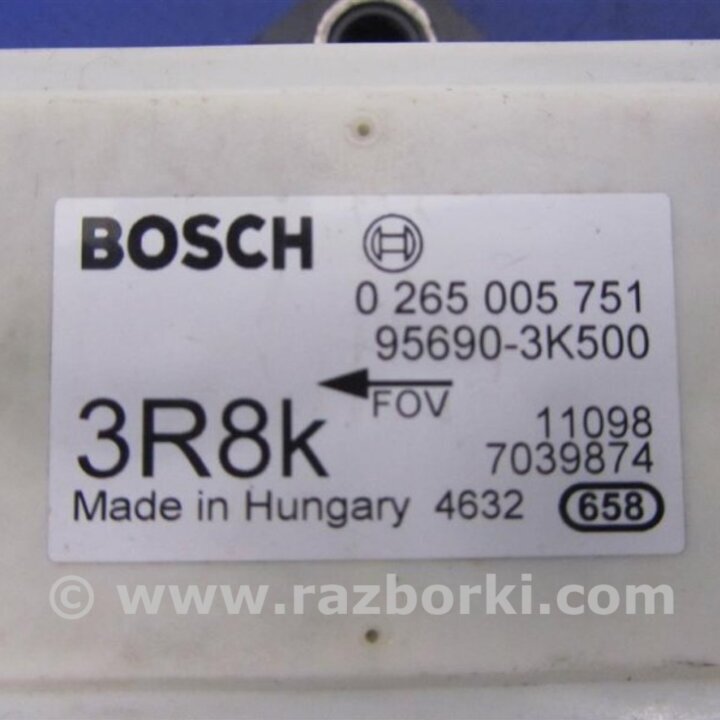 BOSCH
0 265 005 751
95690-3K500
FOV
3R8k
11098
7039874
Made in Hungary 4632 658
© www.razborki.com